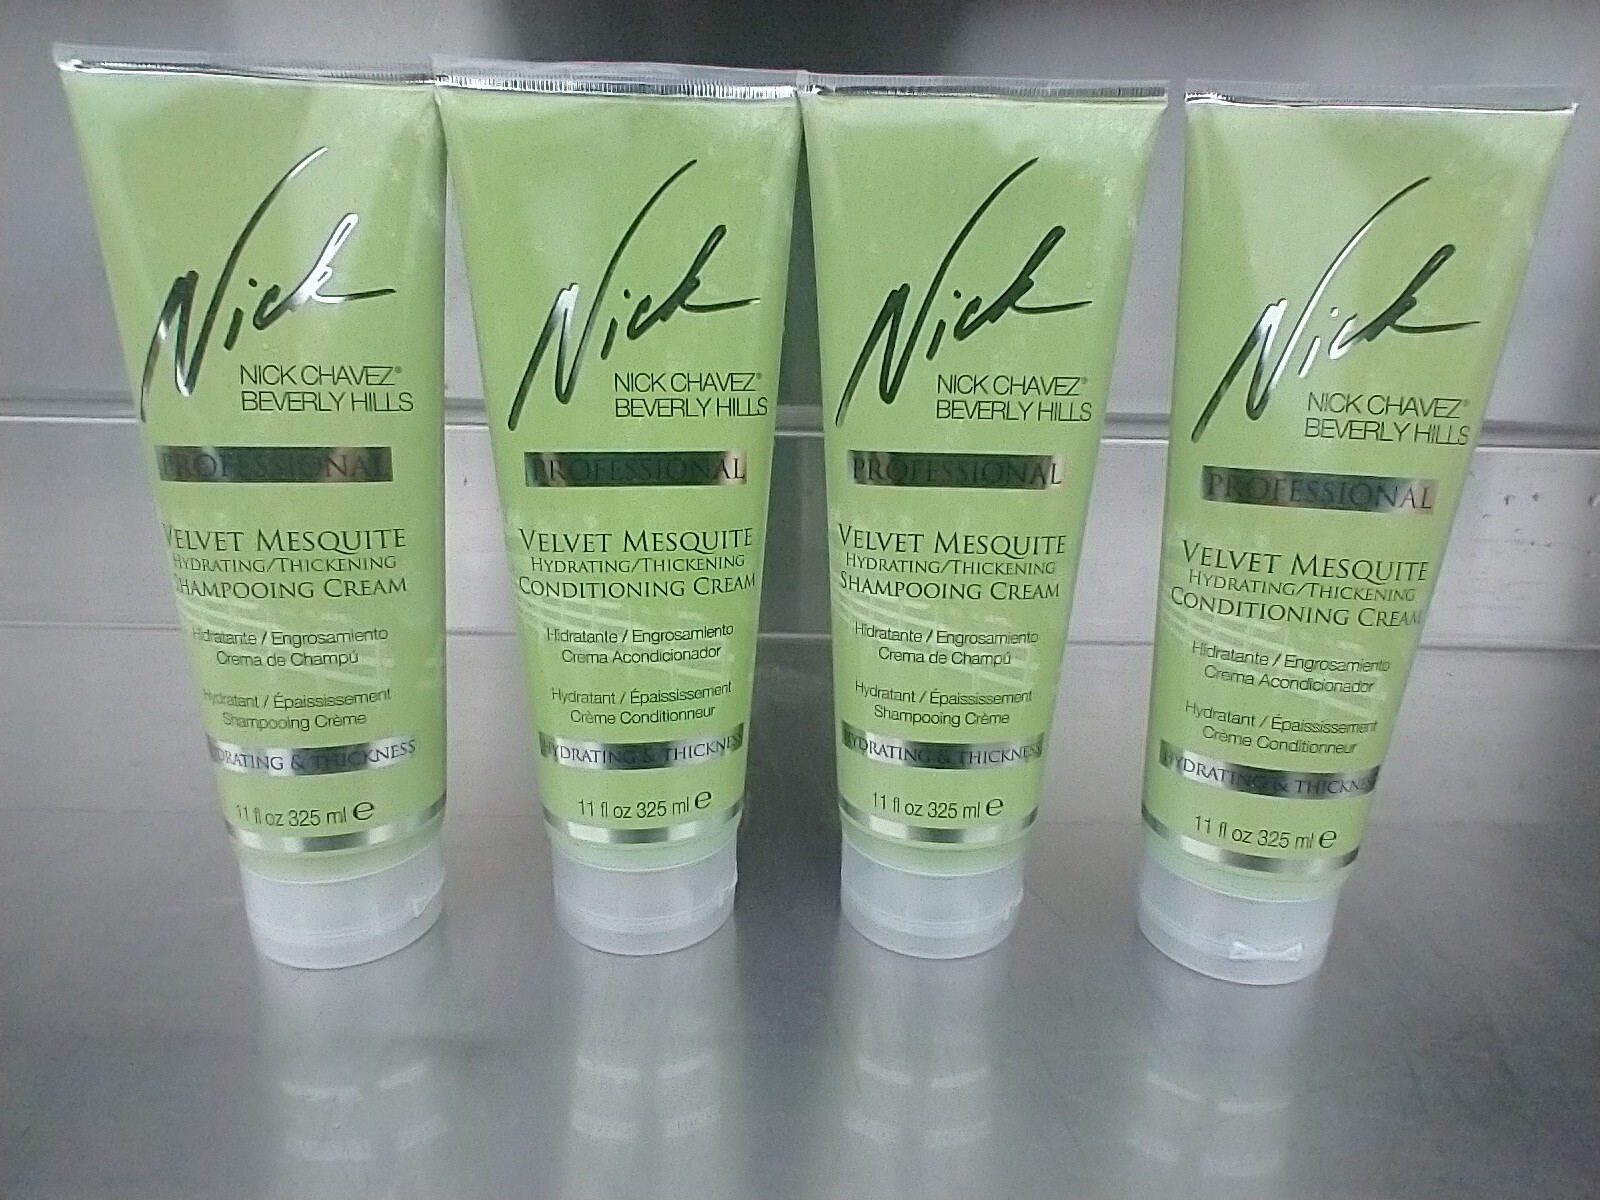 Nick
NICK CHAVEZ®
BEVERLY HILLS
PROFESSIONAL
VELVET MESQUITE
HYDRATING/THICKENING
SHAMPOOING CREAM
Hidratante / Engrosamiento
Crema de Champú
Hydratant / Épaississement
Shampooing Crème
HYDRATING & THICKNESS
11 fl oz 325 ml ℮
Nick
NICK CHAVEZ®
BEVERLY HILLS
PROFESSIONAL
VELVET MESQUITE
HYDRATING/THICKENING
CONDITIONING CREAM
Hidratante / Engrosamiento
Crema Acondicionador
Hydratant / Épaississement
Crème Conditionneur
HYDRATING & THICKNESS
11 fl oz 325 ml ℮
Nick
NICK CHAVEZ®
BEVERLY HILLS
PROFESSIONAL
VELVET MESQUITE
HYDRATING/THICKENING
SHAMPOOING CREAM
Hidratante / Engrosamiento
Crema de Champú
Hydratant / Épaississement
Shampooing Crème
HYDRATING & THICKNESS
11 fl oz 325 ml ℮
Nick
NICK CHAVEZ®
BEVERLY HILLS
PROFESSIONAL
VELVET MESQUITE
HYDRATING/THICKENING
CONDITIONING CREAM
Hidratante / Engrosamiento
Crema Acondicionador
Hydratant / Épaississement
Crème Conditionneur
HYDRATING & THICKNESS
11 fl oz 325 ml ℮